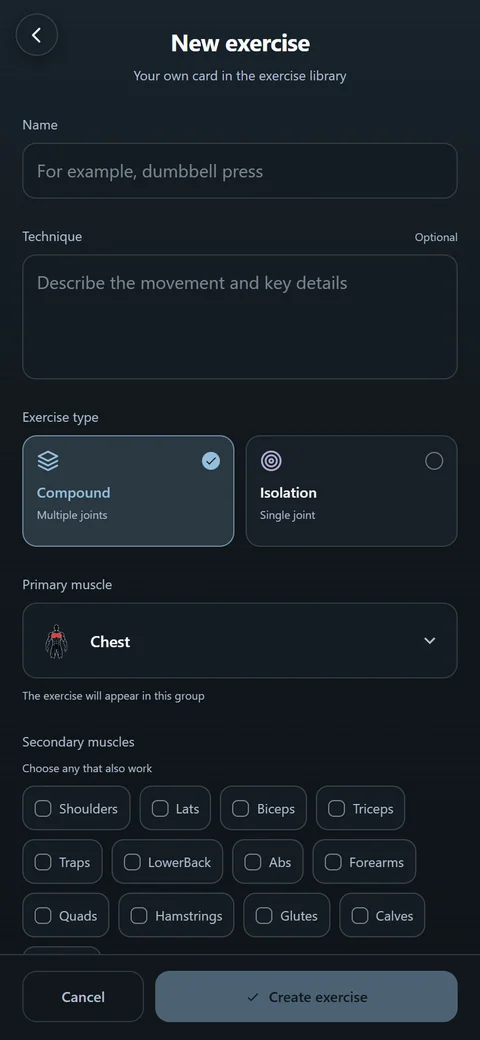 New exercise
Your own card in the exercise library
Name
For example, dumbbell press
Technique Optional
Describe the movement and key details
Exercise type
Compound
Multiple joints
Isolation
Single joint
Primary muscle
Chest
The exercise will appear in this group
Secondary muscles
Choose any that also work
Shoulders Lats Biceps Triceps
Traps LowerBack Abs Forearms
Quads Hamstrings Glutes Calves
Cancel Create exercise